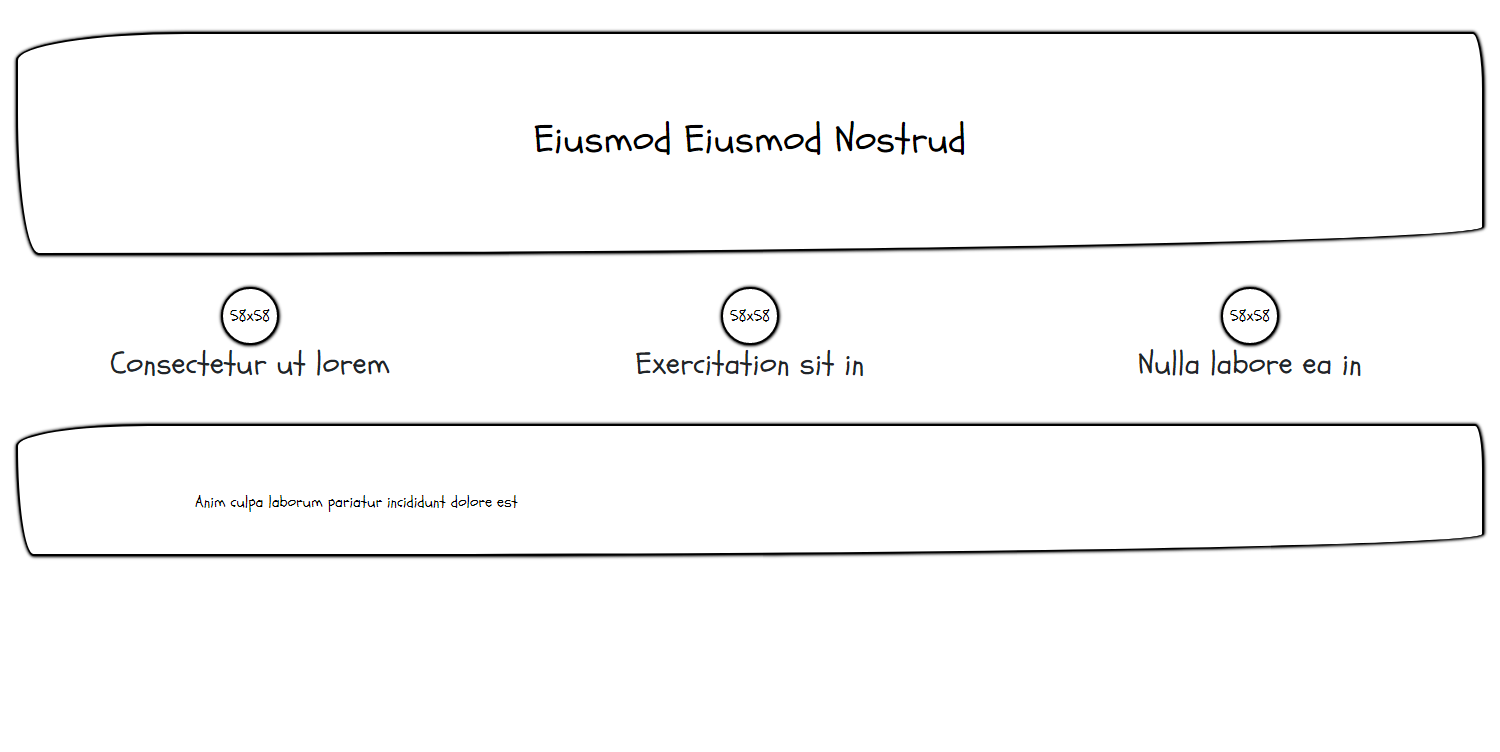 Eiusmod Eiusmod Nostrud
58x58
58x58
58x58
Consectetur ut lorem
Exercitation sit in
Nulla labore ea in
Anim culpa laborum pariatur incididunt dolore est